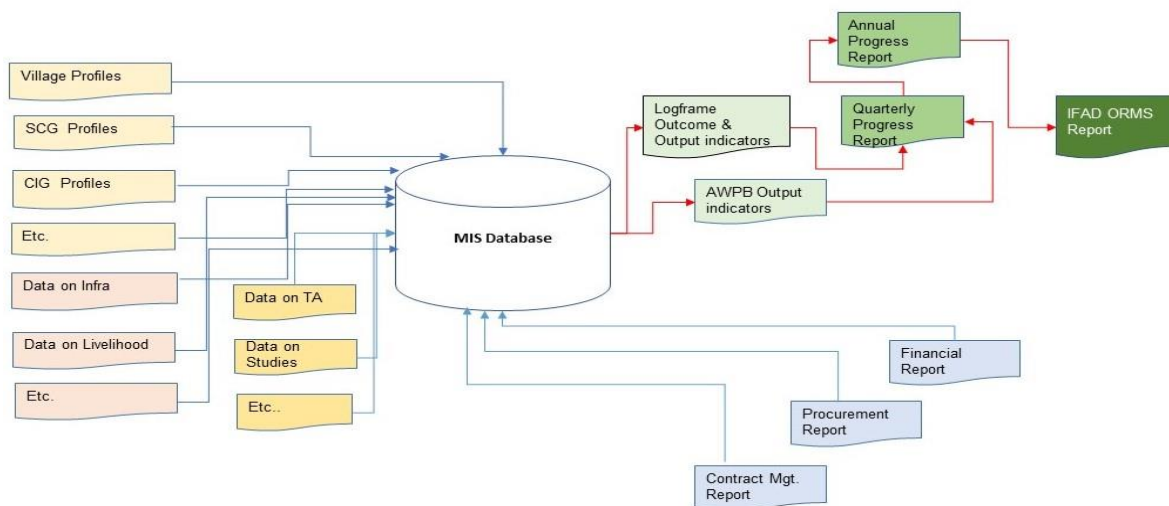 Village Profiles
SCG Profiles
CIG Profiles
Etc.
Data on Infra
Data on Livelihood
Etc.
Data on TA
Data on
Studies
Etc..
MIS Database
Logframe
Outcome &
Output indicators
AWPB Output
indicators
Annual
Progress
Report
Quarterly
Progress
Report
IFAD ORMS
Report
Financial
Report
Procurement
Report
Contract Mgt.
Report